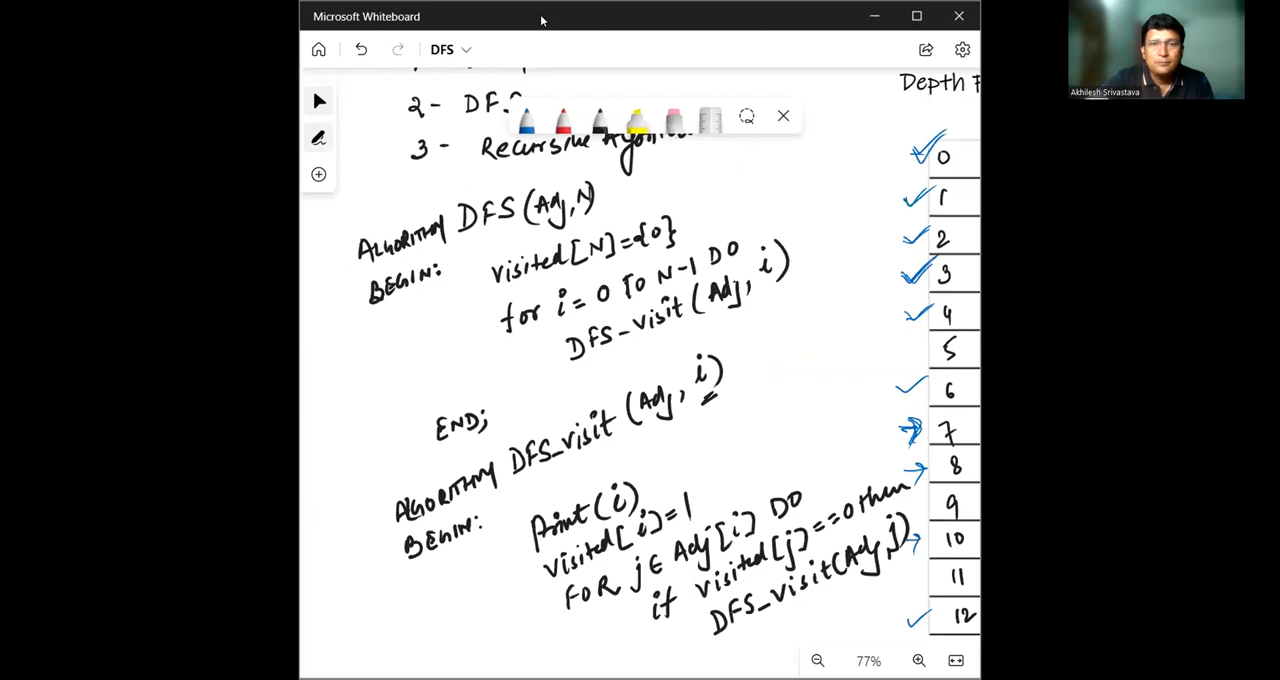 Microsoft Whiteboard
DFS
Akhilesh Srivastava
2 - DF
3 - Recursive
ALGORITHM DFS (Adj, N)
BEGIN:
visited[N]={0}
for i = 0 TO N-1 DO
DFS-visit (Adj, i)
END;
ALGORITHM DFS_visit (Adj, i)
BEGIN:
Print(i)
visited[i]=1
FOR j ∈ Adj[i] DO
if visited[j]==0 then
DFS_visit(Adj, j)
Depth F
0
1
2
3
4
5
6
7
8
9
10
11
12
77%